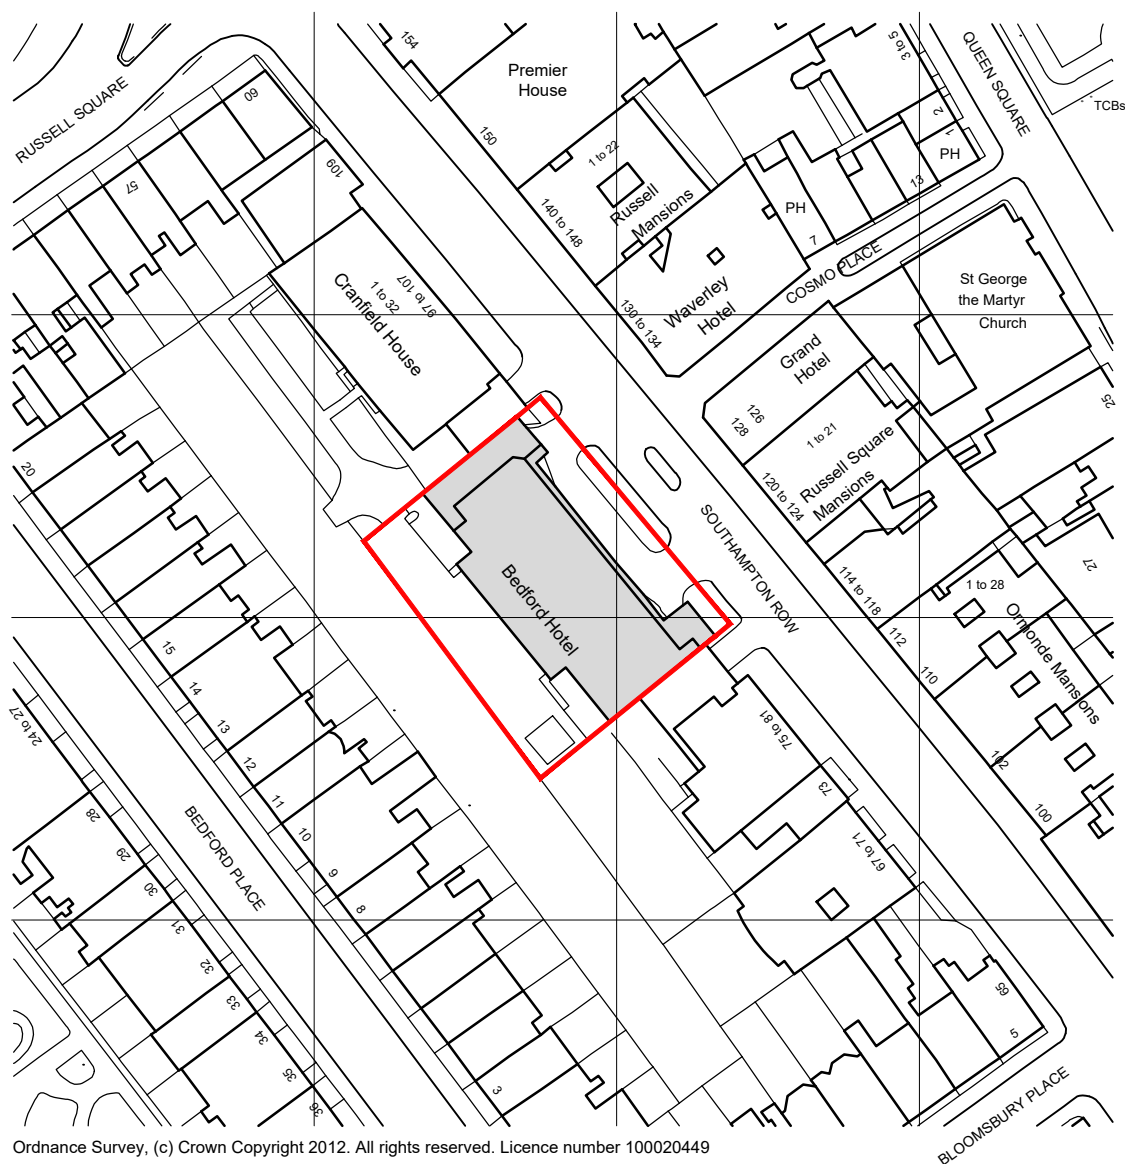 RUSSELL SQUARE
154
Premier
House
150
3 to 5
QUEEN SQUARE
TCBs
2
1
PH
13
PH
7
60
57
609
1 to 22
Russell
Mansions
140 to 148
COSMO PLACE
St George
the Martyr
Church
Cranfield House
1 to 32
97 to 107
Waverley
Hotel
130 to 134
Grand
Hotel
126
128
1 to 21
Russell Square
Mansions
120 to 124
25
20
SOUTHAMPTON ROW
Bedford Hotel
114 to 118
112
110
1 to 28
Ormonde Mansions
27
102
100
15
14
13
12
11
10
9
8
3
24 to 27
28
29
30
31
32
33
34
35
36
BEDFORD PLACE
75 to 81
73
67 to 71
65
5
BLOOMSBURY PLACE
Ordnance Survey, (c) Crown Copyright 2012. All rights reserved. Licence number 100020449